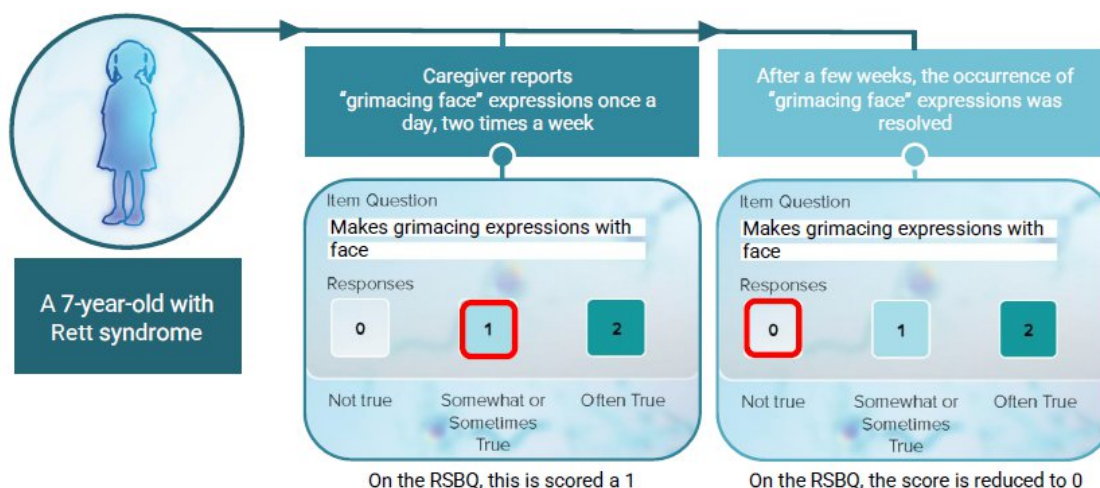 A 7-year-old with
Rett syndrome
Caregiver reports
“grimacing face” expressions once a
day, two times a week
Item Question
Makes grimacing expressions with
face
Responses
0
1
2
Not true
Somewhat or
Sometimes
True
Often True
On the RSBQ, this is scored a 1
After a few weeks, the occurrence of
“grimacing face” expressions was
resolved
Item Question
Makes grimacing expressions with
face
Responses
0
1
2
Not true
Somewhat or
Sometimes
True
Often True
On the RSBQ, the score is reduced to 0